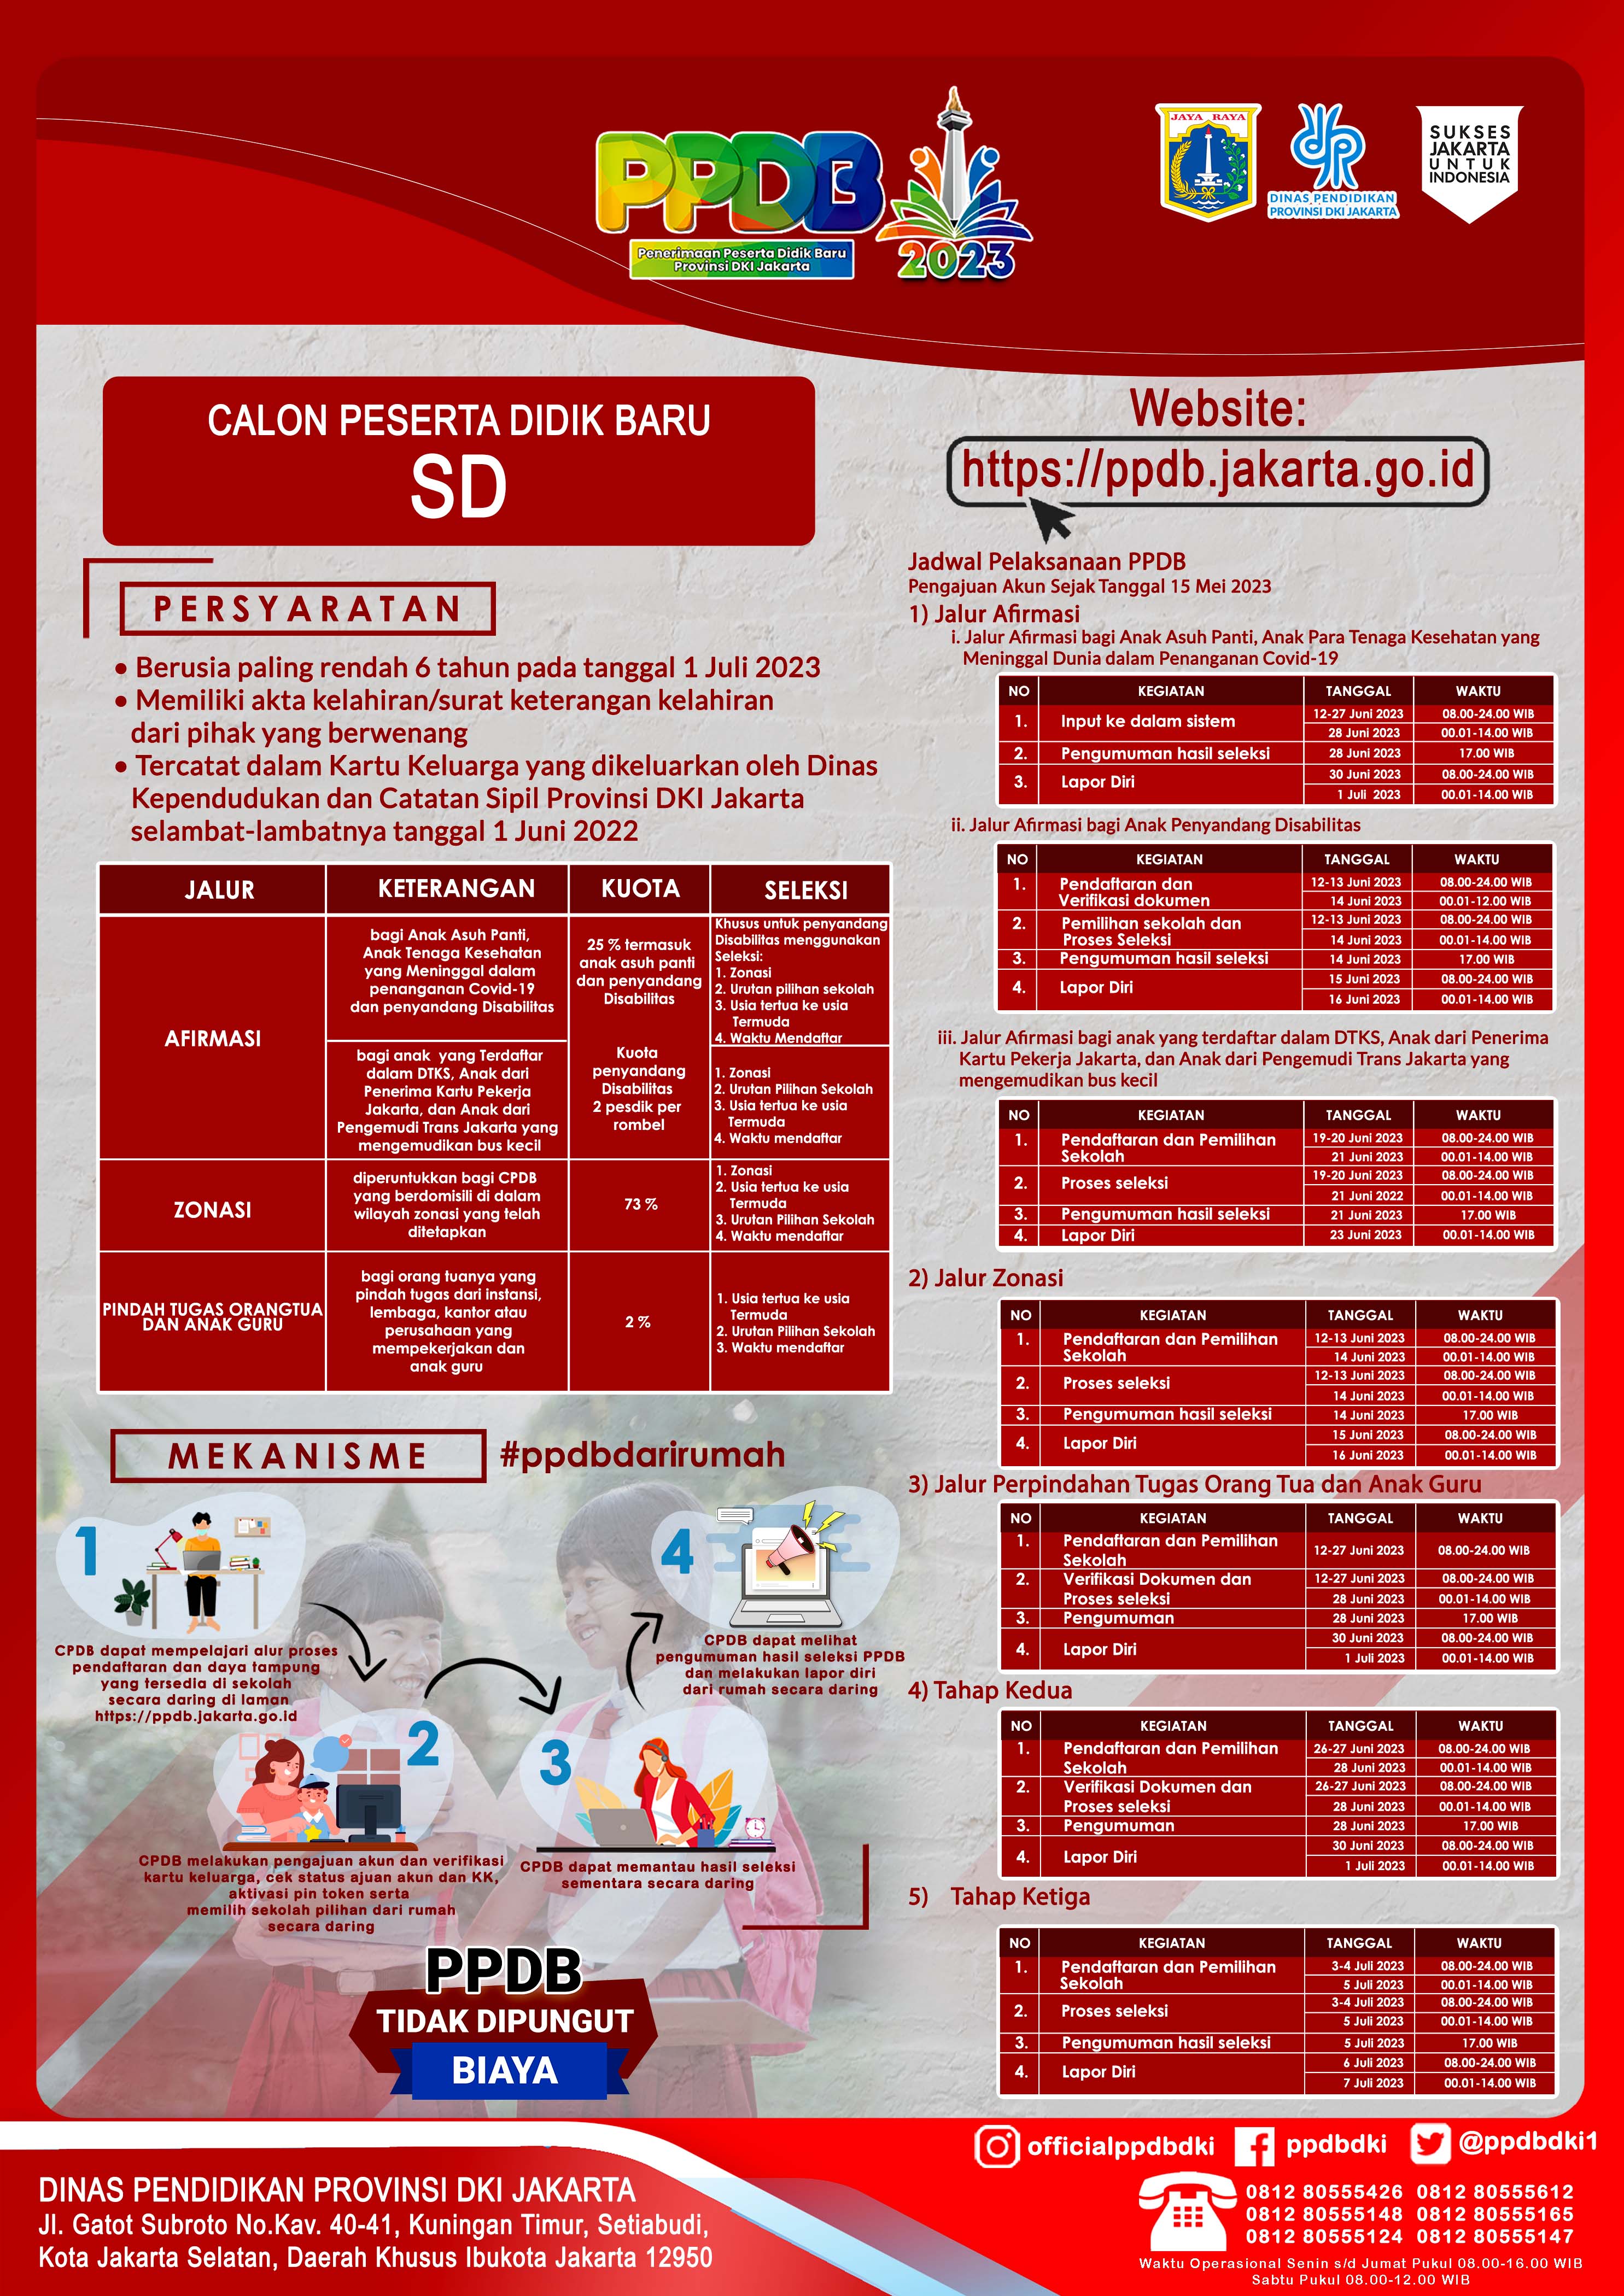 PPDB
Penerimaan Peserta Didik Baru
Provinsi DKI Jakarta
2023
JAYA RAYA
DINAS PENDIDIKAN
PROVINSI DKI JAKARTA
SUKSES
JAKARTA
UNTUK
INDONESIA
CALON PESERTA DIDIK BARU
SD
Website:
https://ppdb.jakarta.go.id
PERSYARATAN
• Berusia paling rendah 6 tahun pada tanggal 1 Juli 2023
• Memiliki akta kelahiran/surat keterangan kelahiran
dari pihak yang berwenang
• Tercatat dalam Kartu Keluarga yang dikeluarkan oleh Dinas
Kependudukan dan Catatan Sipil Provinsi DKI Jakarta
selambat-lambatnya tanggal 1 Juni 2022
JALUR KETERANGAN KUOTA SELEKSI
AFIRMASI
bagi Anak Asuh Panti,
Anak Tenaga Kesehatan
yang Meninggal dalam
penanganan Covid-19
dan penyandang Disabilitas
25 % termasuk
anak asuh panti
dan penyandang
Disabilitas
Khusus untuk penyandang
Disabilitas menggunakan
Seleksi:
1. Zonasi
2. Urutan pilihan sekolah
3. Usia tertua ke usia
Termuda
4. Waktu Mendaftar
bagi anak yang Terdaftar
dalam DTKS, Anak dari
Penerima Kartu Pekerja
Jakarta, dan Anak dari
Pengemudi Trans Jakarta yang
mengemudikan bus kecil
Kuota
penyandang
Disabilitas
2 pesdik per
rombel
1. Zonasi
2. Urutan Pilihan Sekolah
3. Usia tertua ke usia
Termuda
4. Waktu mendaftar
ZONASI
diperuntukkan bagi CPDB
yang berdomisili di dalam
wilayah zonasi yang telah
ditetapkan
73 %
1. Zonasi
2. Usia tertua ke usia
Termuda
3. Urutan Pilihan Sekolah
4. Waktu mendaftar
PINDAH TUGAS ORANGTUA
DAN ANAK GURU
bagi orang tuanya yang
pindah tugas dari instansi,
lembaga, kantor atau
perusahaan yang
mempekerjakan dan
anak guru
2 %
1. Usia tertua ke usia
Termuda
2. Urutan Pilihan Sekolah
3. Waktu mendaftar
MEKANISME #ppdbdarirumah
1
CPDB dapat mempelajari alur proses
pendaftaran dan daya tampung
yang tersedia di sekolah
secara daring di laman
https://ppdb.jakarta.go.id
2
CPDB melakukan pengajuan akun dan verifikasi
kartu keluarga, cek status ajuan akun dan KK,
aktivasi pin token serta
memilih sekolah pilihan dari rumah
secara daring
3
CPDB dapat memantau hasil seleksi
sementara secara daring
4
CPDB dapat melihat
pengumuman hasil seleksi PPDB
dan melakukan lapor diri
dari rumah secara daring
PPDB
TIDAK DIPUNGUT
BIAYA
Jadwal Pelaksanaan PPDB
Pengajuan Akun Sejak Tanggal 15 Mei 2023
1) Jalur Afirmasi
i. Jalur Afirmasi bagi Anak Asuh Panti, Anak Para Tenaga Kesehatan yang
Meninggal Dunia dalam Penanganan Covid-19
NO KEGIATAN TANGGAL WAKTU
1. Input ke dalam sistem 12-27 Juni 2023 08.00-24.00 WIB
28 Juni 2023 00.01-14.00 WIB
2. Pengumuman hasil seleksi 28 Juni 2023 17.00 WIB
3. Lapor Diri 30 Juni 2023 08.00-24.00 WIB
1 Juli 2023 00.01-14.00 WIB
ii. Jalur Afirmasi bagi Anak Penyandang Disabilitas
NO KEGIATAN TANGGAL WAKTU
1. Pendaftaran dan 12-13 Juni 2023 08.00-24.00 WIB
Verifikasi dokumen 14 Juni 2023 00.01-12.00 WIB
2. Pemilihan sekolah dan 12-13 Juni 2023 08.00-24.00 WIB
Proses Seleksi 14 Juni 2023 00.01-14.00 WIB
3. Pengumuman hasil seleksi 14 Juni 2023 17.00 WIB
4. Lapor Diri 15 Juni 2023 08.00-24.00 WIB
16 Juni 2023 00.01-14.00 WIB
iii. Jalur Afirmasi bagi anak yang terdaftar dalam DTKS, Anak dari Penerima
Kartu Pekerja Jakarta, dan Anak dari Pengemudi Trans Jakarta yang
mengemudikan bus kecil
NO KEGIATAN TANGGAL WAKTU
1. Pendaftaran dan Pemilihan 19-20 Juni 2023 08.00-24.00 WIB
Sekolah 21 Juni 2023 00.01-14.00 WIB
2. Proses seleksi 19-20 Juni 2023 08.00-24.00 WIB
21 Juni 2022 00.01-14.00 WIB
3. Pengumuman hasil seleksi 21 Juni 2023 17.00 WIB
4. Lapor Diri 23 Juni 2023 00.01-14.00 WIB
2) Jalur Zonasi
NO KEGIATAN TANGGAL WAKTU
1. Pendaftaran dan Pemilihan 12-13 Juni 2023 08.00-24.00 WIB
Sekolah 14 Juni 2023 00.01-14.00 WIB
2. Proses seleksi 12-13 Juni 2023 08.00-24.00 WIB
14 Juni 2023 00.01-14.00 WIB
3. Pengumuman hasil seleksi 14 Juni 2023 17.00 WIB
4. Lapor Diri 15 Juni 2023 08.00-24.00 WIB
16 Juni 2023 00.01-14.00 WIB
3) Jalur Perpindahan Tugas Orang Tua dan Anak Guru
NO KEGIATAN TANGGAL WAKTU
1. Pendaftaran dan Pemilihan
Sekolah 12-27 Juni 2023 08.00-24.00 WIB
2. Verifikasi Dokumen dan 12-27 Juni 2023 08.00-24.00 WIB
Proses seleksi 28 Juni 2023 00.01-14.00 WIB
3. Pengumuman 28 Juni 2023 17.00 WIB
4. Lapor Diri 30 Juni 2023 08.00-24.00 WIB
1 Juli 2023 00.01-14.00 WIB
4) Tahap Kedua
NO KEGIATAN TANGGAL WAKTU
1. Pendaftaran dan Pemilihan 26-27 Juni 2023 08.00-24.00 WIB
Sekolah 28 Juni 2023 00.01-14.00 WIB
2. Verifikasi Dokumen dan 26-27 Juni 2023 08.00-24.00 WIB
Proses seleksi 28 Juni 2023 00.01-14.00 WIB
3. Pengumuman 28 Juni 2023 17.00 WIB
4. Lapor Diri 30 Juni 2023 08.00-24.00 WIB
1 Juli 2023 00.01-14.00 WIB
5) Tahap Ketiga
NO KEGIATAN TANGGAL WAKTU
1. Pendaftaran dan Pemilihan 3-4 Juli 2023 08.00-24.00 WIB
Sekolah 5 Juli 2023 00.01-14.00 WIB
2. Proses seleksi 3-4 Juli 2023 08.00-24.00 WIB
5 Juli 2023 00.01-14.00 WIB
3. Pengumuman hasil seleksi 5 Juli 2023 17.00 WIB
4. Lapor Diri 6 Juli 2023 08.00-24.00 WIB
7 Juli 2023 00.01-14.00 WIB
DINAS PENDIDIKAN PROVINSI DKI JAKARTA
Jl. Gatot Subroto No.Kav. 40-41, Kuningan Timur, Setiabudi,
Kota Jakarta Selatan, Daerah Khusus Ibukota Jakarta 12950
officialppdbdki ppdbdki @ppdbdki1
0812 80555426 0812 80555612
0812 80555148 0812 80555165
0812 80555124 0812 80555147
Waktu Operasional Senin s/d Jumat Pukul 08.00-16.00 WIB
Sabtu Pukul 08.00-12.00 WIB